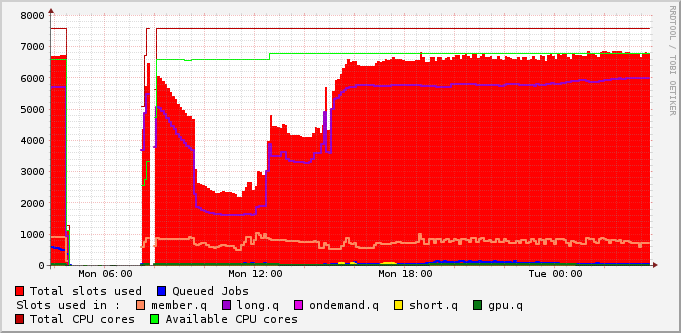 8000
7000
6000
5000
4000
3000
2000
1000
0
Mon 06:00 Mon 12:00 Mon 18:00 Tue 00:00
RRDTOOL / TOBI OETIKER
Total slots used Queued Jobs
Slots used in : member.q long.q ondemand.q short.q gpu.q
Total CPU cores Available CPU cores